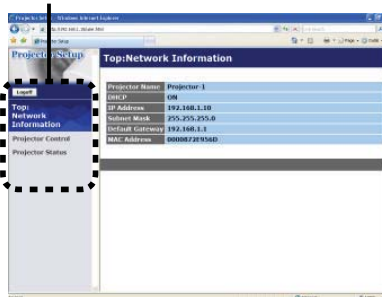 Projector Setup
Logoff
Top:
Network
Information
Projector Control
Projector Status
Top:Network Information
Projector Name Projector-1
DHCP ON
IP Address 192.168.1.10
Subnet Mask 255.255.255.0
Default Gateway 192.168.1.1
MAC Address 0000872E956D